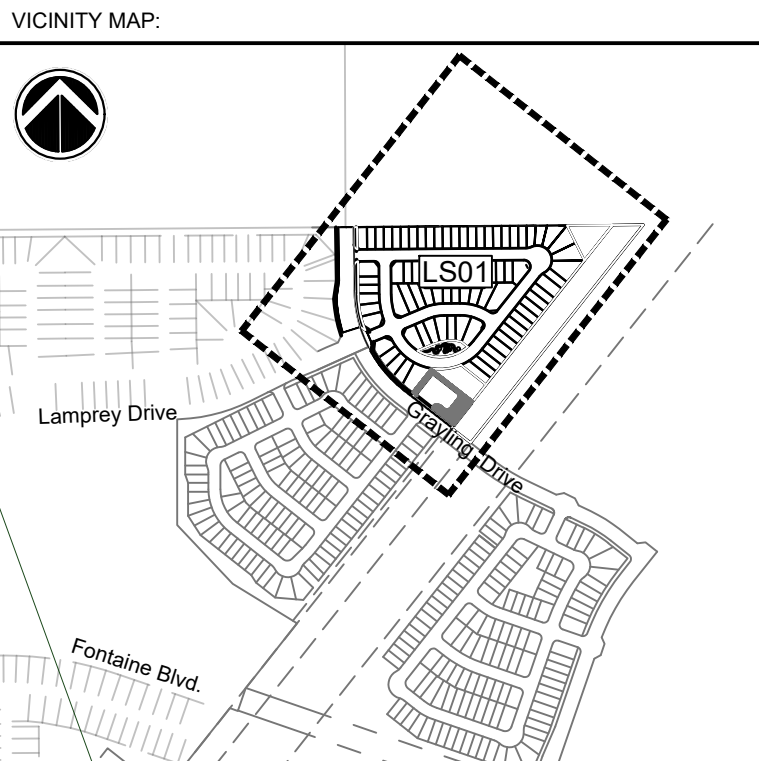 VICINITY MAP:
LS01
Lamprey Drive
Grayling Drive
Fontaine Blvd.